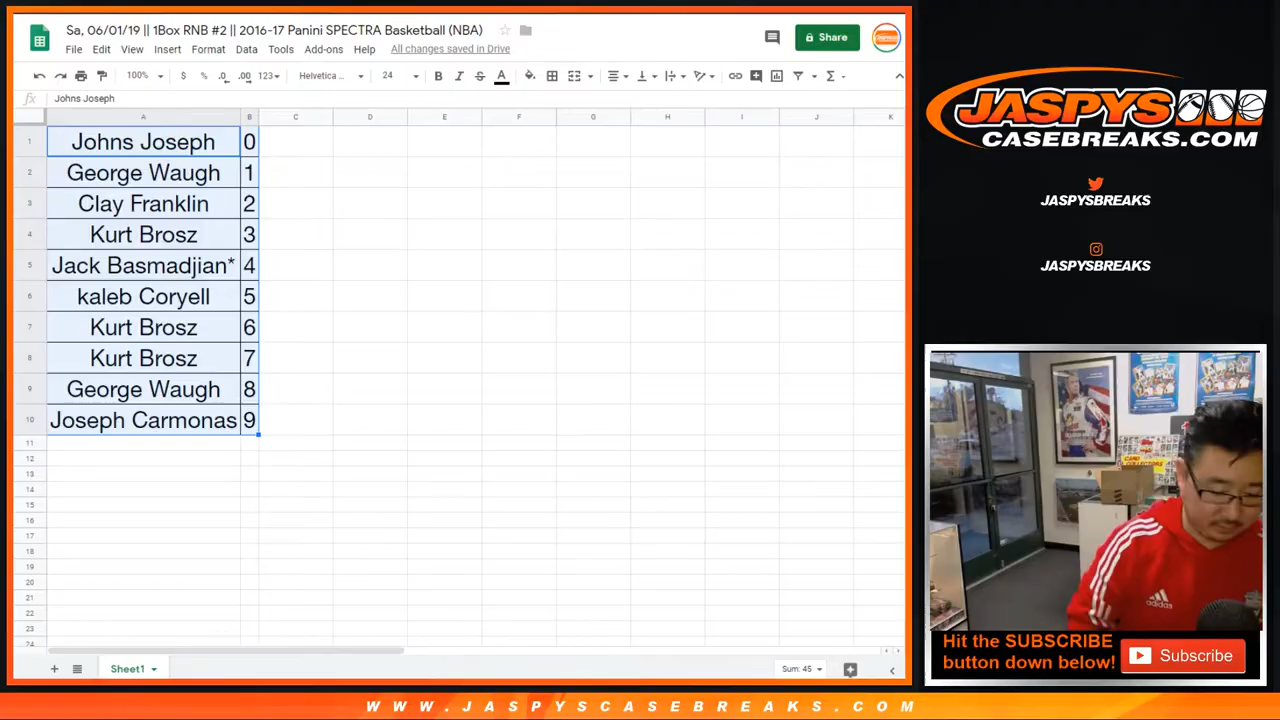 Sa, 06/01/19 || 1Box RNB #2 || 2016-17 Panini SPECTRA Basketball (NBA)
File Edit View Insert Format Data Tools Add-ons Help All changes saved in Drive
Share
100% $ % .0 .00 123 Helvetica ... 24 B I S A
fx Johns Joseph
A B C D E F G H I J K
1 Johns Joseph 0
2 George Waugh 1
3 Clay Franklin 2
4 Kurt Brosz 3
5 Jack Basmadjian* 4
6 kaleb Coryell 5
7 Kurt Brosz 6
8 Kurt Brosz 7
9 George Waugh 8
10 Joseph Carmonas 9
11
12
13
14
15
16
17
18
19
20
21
22
23
24
Sheet1
Sum: 45
JASPYS
CASEBREAKS.COM
JASPYSBREAKS
JASPYSBREAKS
Hit the SUBSCRIBE
button down below!
Subscribe
WWW.JASPYSCASEBREAKS.COM